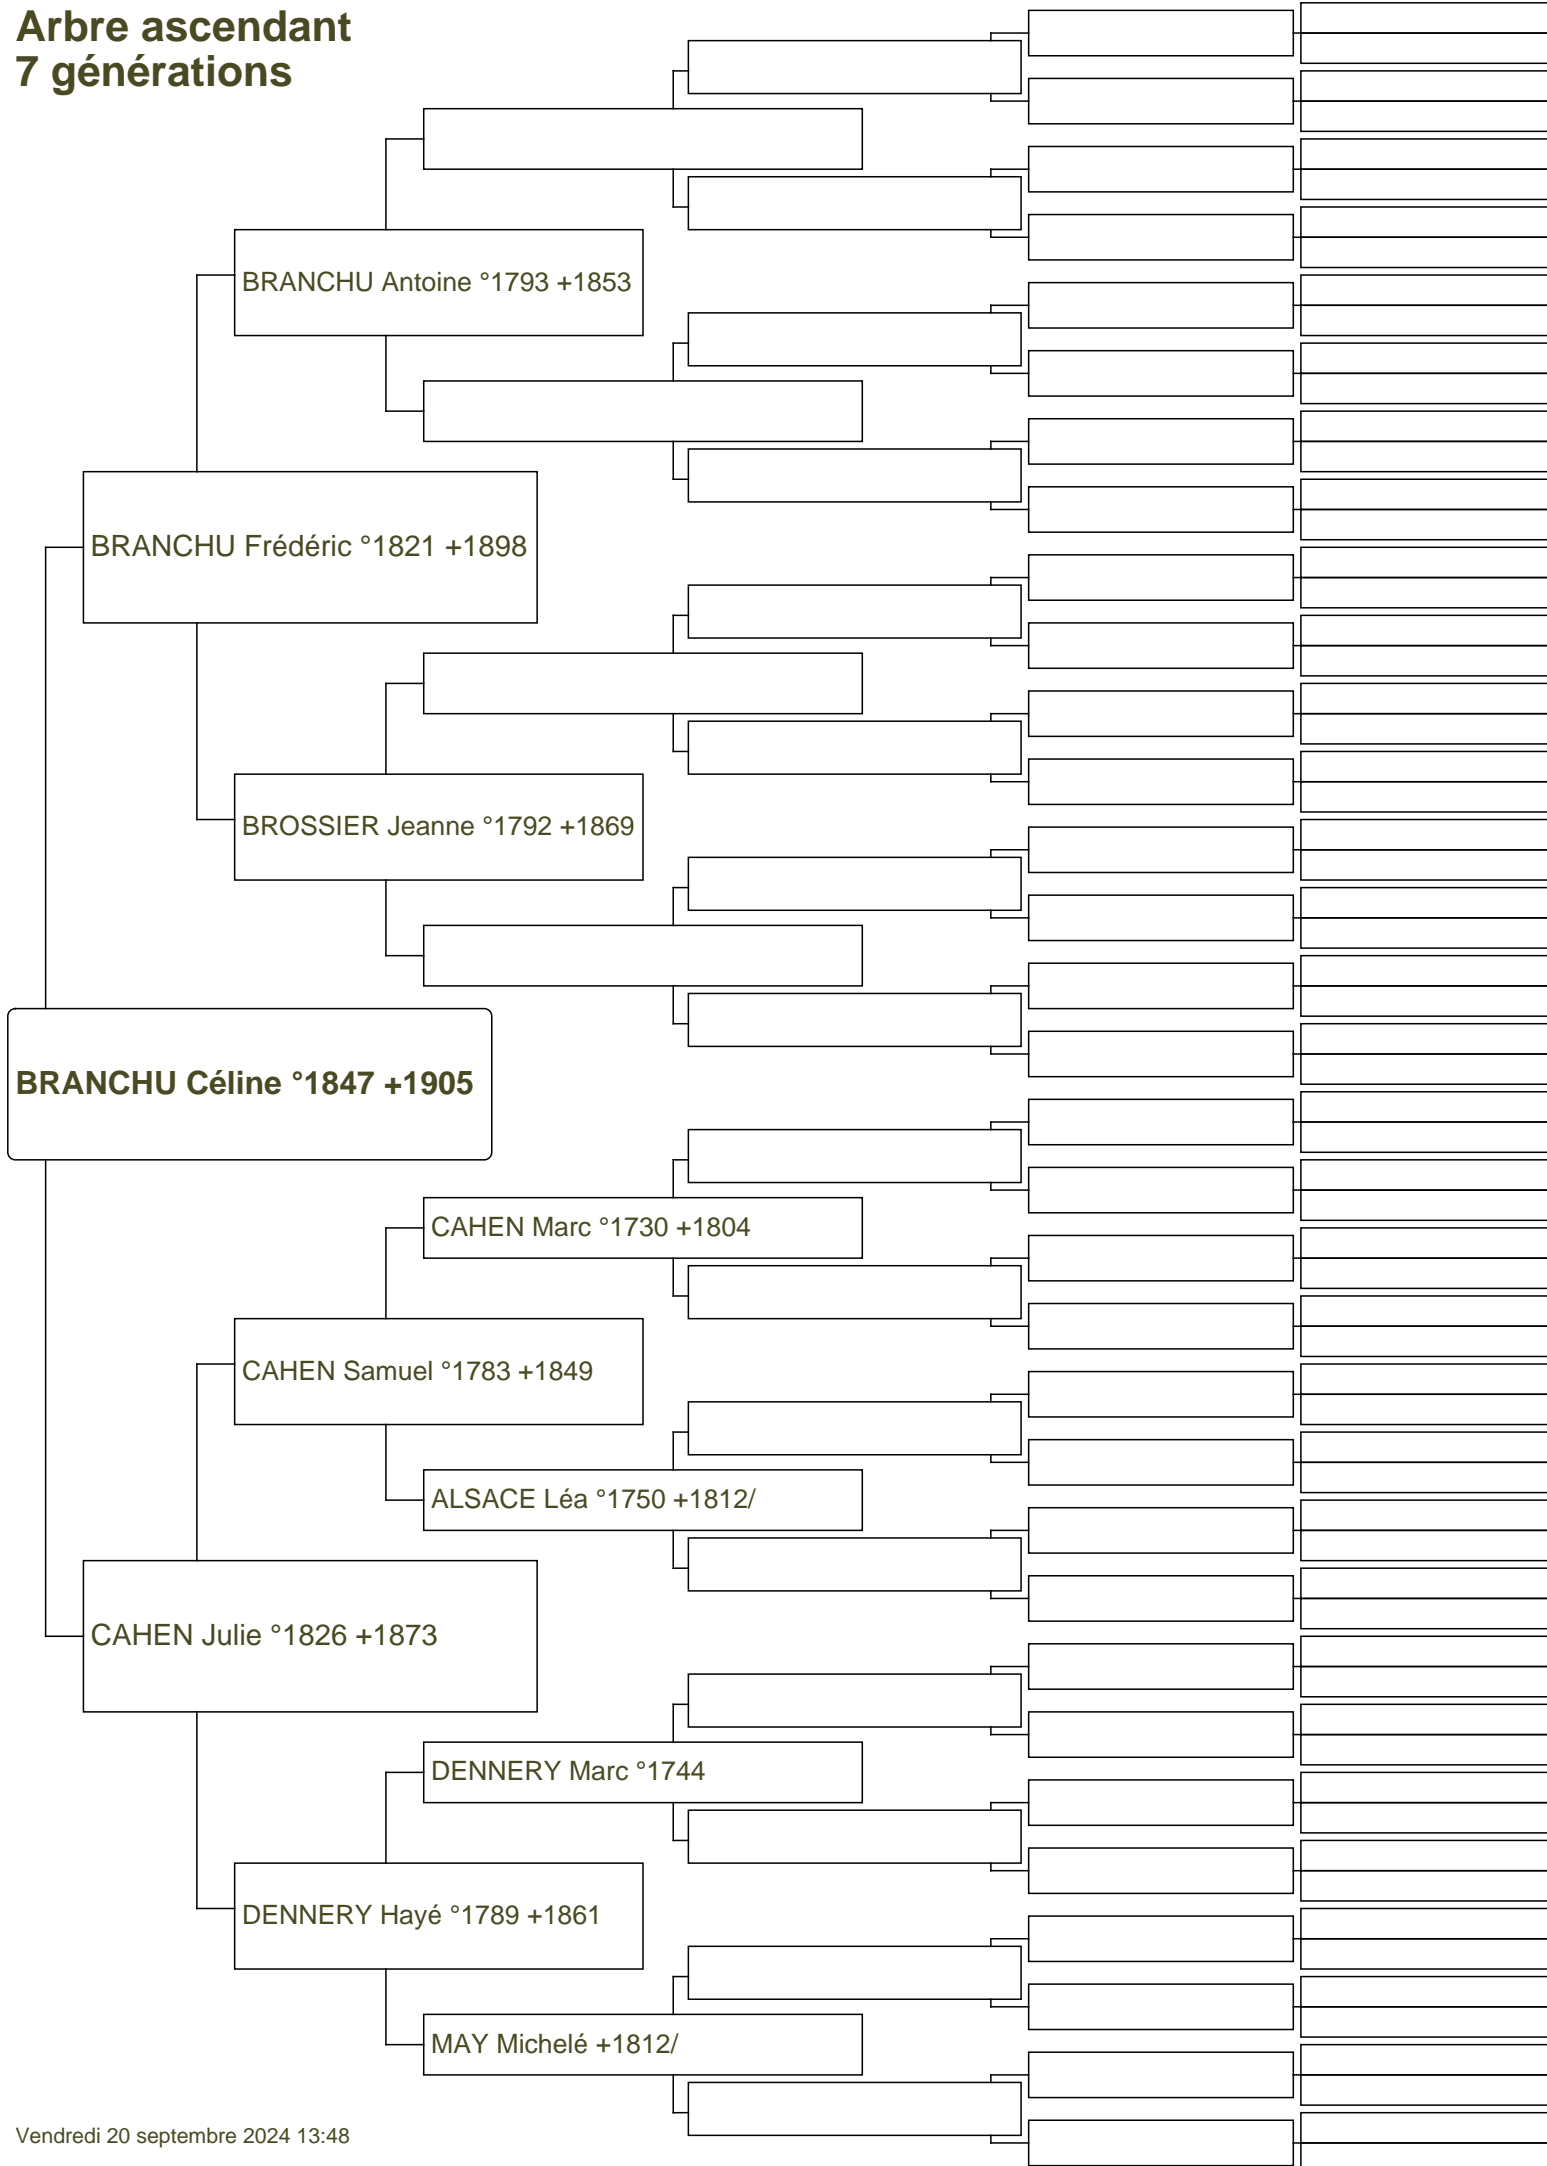 Arbre ascendant
7 générations
BRANCHU Antoine °1793 +1853
BRANCHU Frédéric °1821 +1898
BROSSIER Jeanne °1792 +1869
BRANCHU Céline °1847 +1905
CAHEN Marc °1730 +1804
CAHEN Samuel °1783 +1849
ALSACE Léa °1750 +1812/
CAHEN Julie °1826 +1873
DENNERY Marc °1744
DENNERY Hayé °1789 +1861
MAY Michelé +1812/
Vendredi 20 septembre 2024 13:48